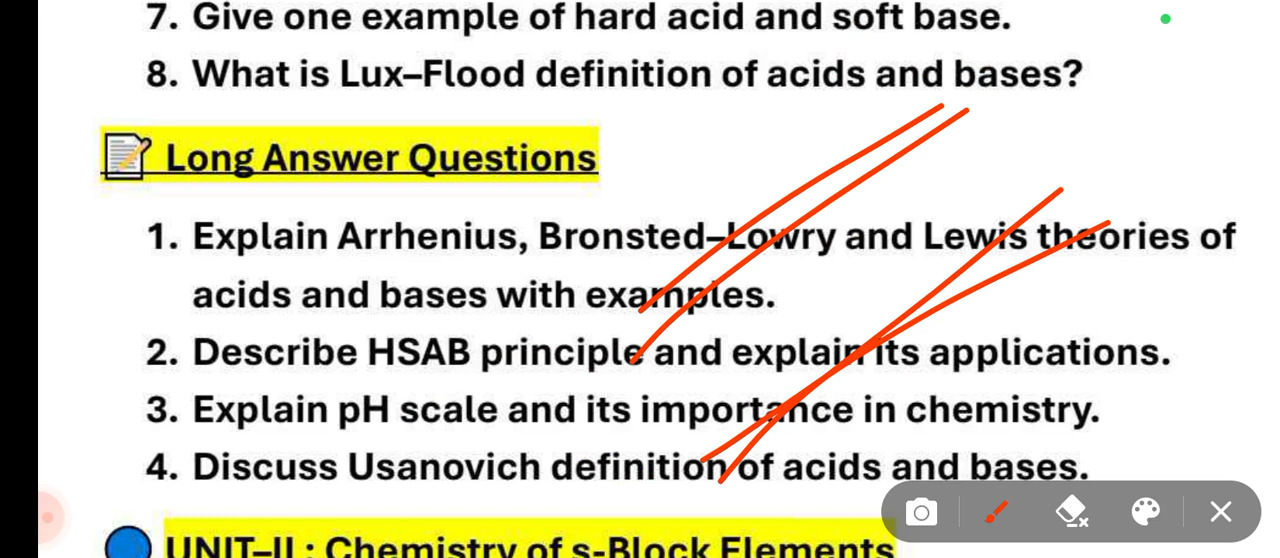 7. Give one example of hard acid and soft base.
8. What is Lux–Flood definition of acids and bases?
📝 Long Answer Questions
1. Explain Arrhenius, Bronsted–Lowry and Lewis theories of
acids and bases with examples.
2. Describe HSAB principle and explain its applications.
3. Explain pH scale and its importance in chemistry.
4. Discuss Usanovich definition of acids and bases.
UNIT–II : Chemistry of s-Block Elements